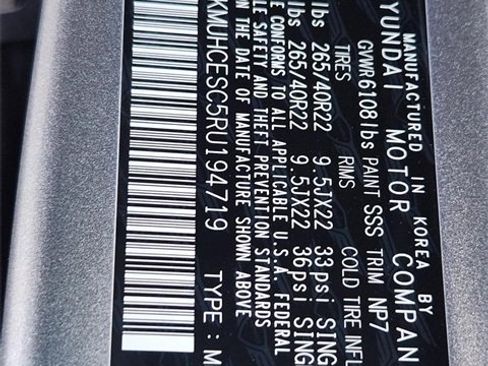 MANUFACTURED IN KOREA BY
YUNDAI MOTOR COMPAN
GVWR 6108 lbs PAINT SSS TRIM NP7
TIRES RIMS COLD TIRE INFL
lbs 265/40R22 9.5JX22 33psi SING
lbs 265/40R22 9.5JX22 36psi SING
E CONFORMS TO ALL APPLICABLE U.S.A. FEDERAL
LE SAFETY AND THEFT PREVENTION STANDARDS
ON THE DATE OF MANUFACTURE SHOWN ABOVE
KMUHCESC5RU194719 TYPE : M